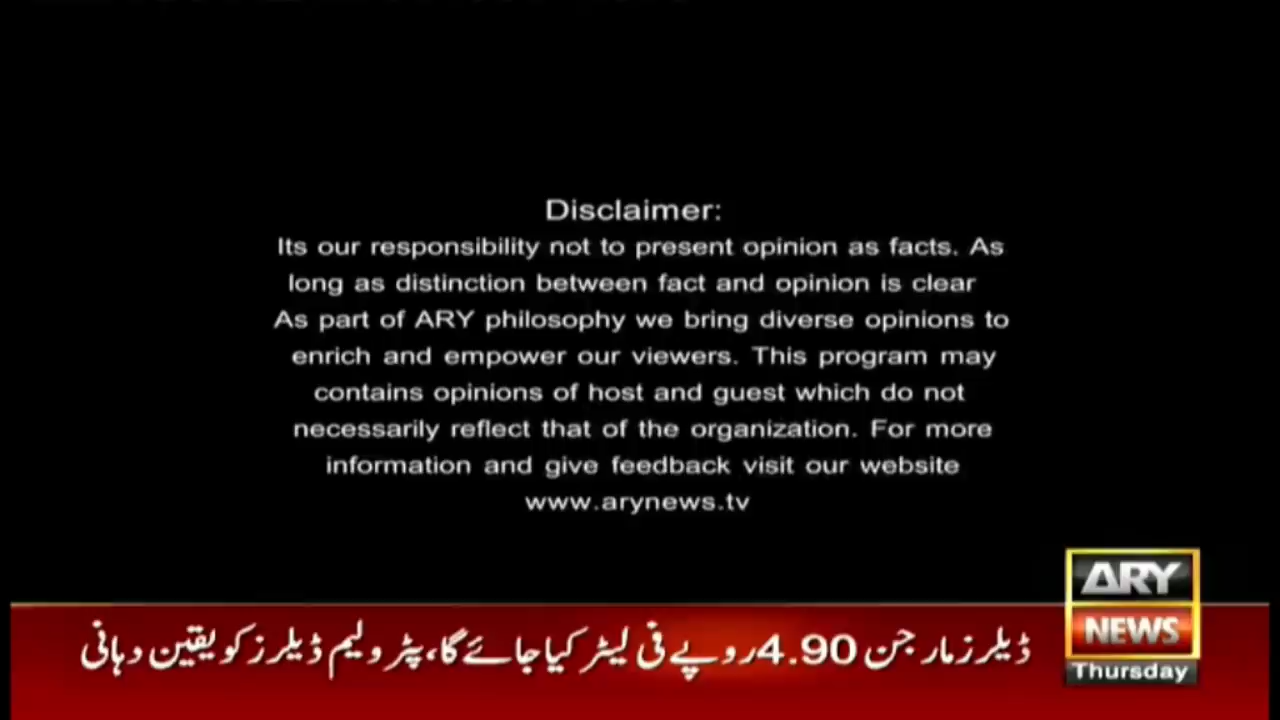 Disclaimer:
Its our responsibility not to present opinion as facts. As
long as distinction between fact and opinion is clear
As part of ARY philosophy we bring diverse opinions to
enrich and empower our viewers. This program may
contains opinions of host and guest which do not
necessarily reflect that of the organization. For more
information and give feedback visit our website
www.arynews.tv
ARY
NEWS
Thursday
ڈیلرز مارجن 4.90 روپے فی لیٹر کیا جائے گا، پٹرولیم ڈیلرز کو یقین دہانی